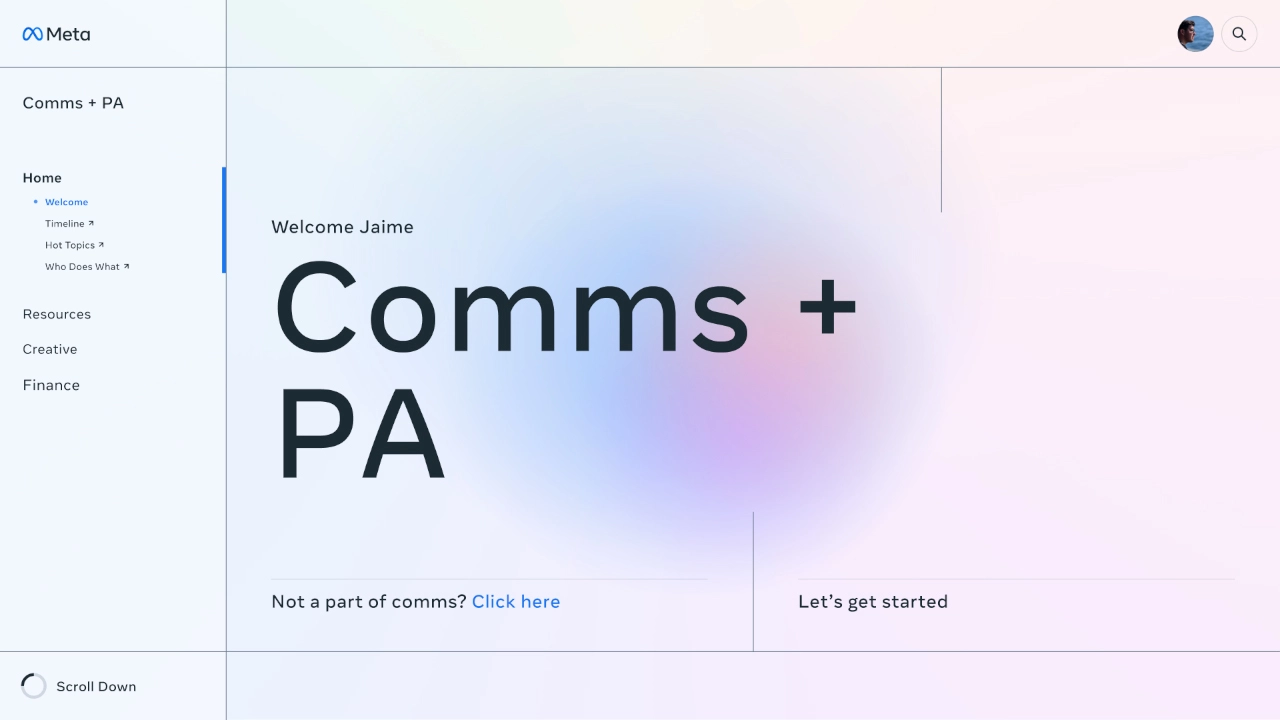 Meta
Comms + PA
Home
Welcome
Timeline
Hot Topics
Who Does What
Resources
Creative
Finance
Scroll Down
Welcome Jaime
Comms +
PA
Not a part of comms? Click here
Let’s get started